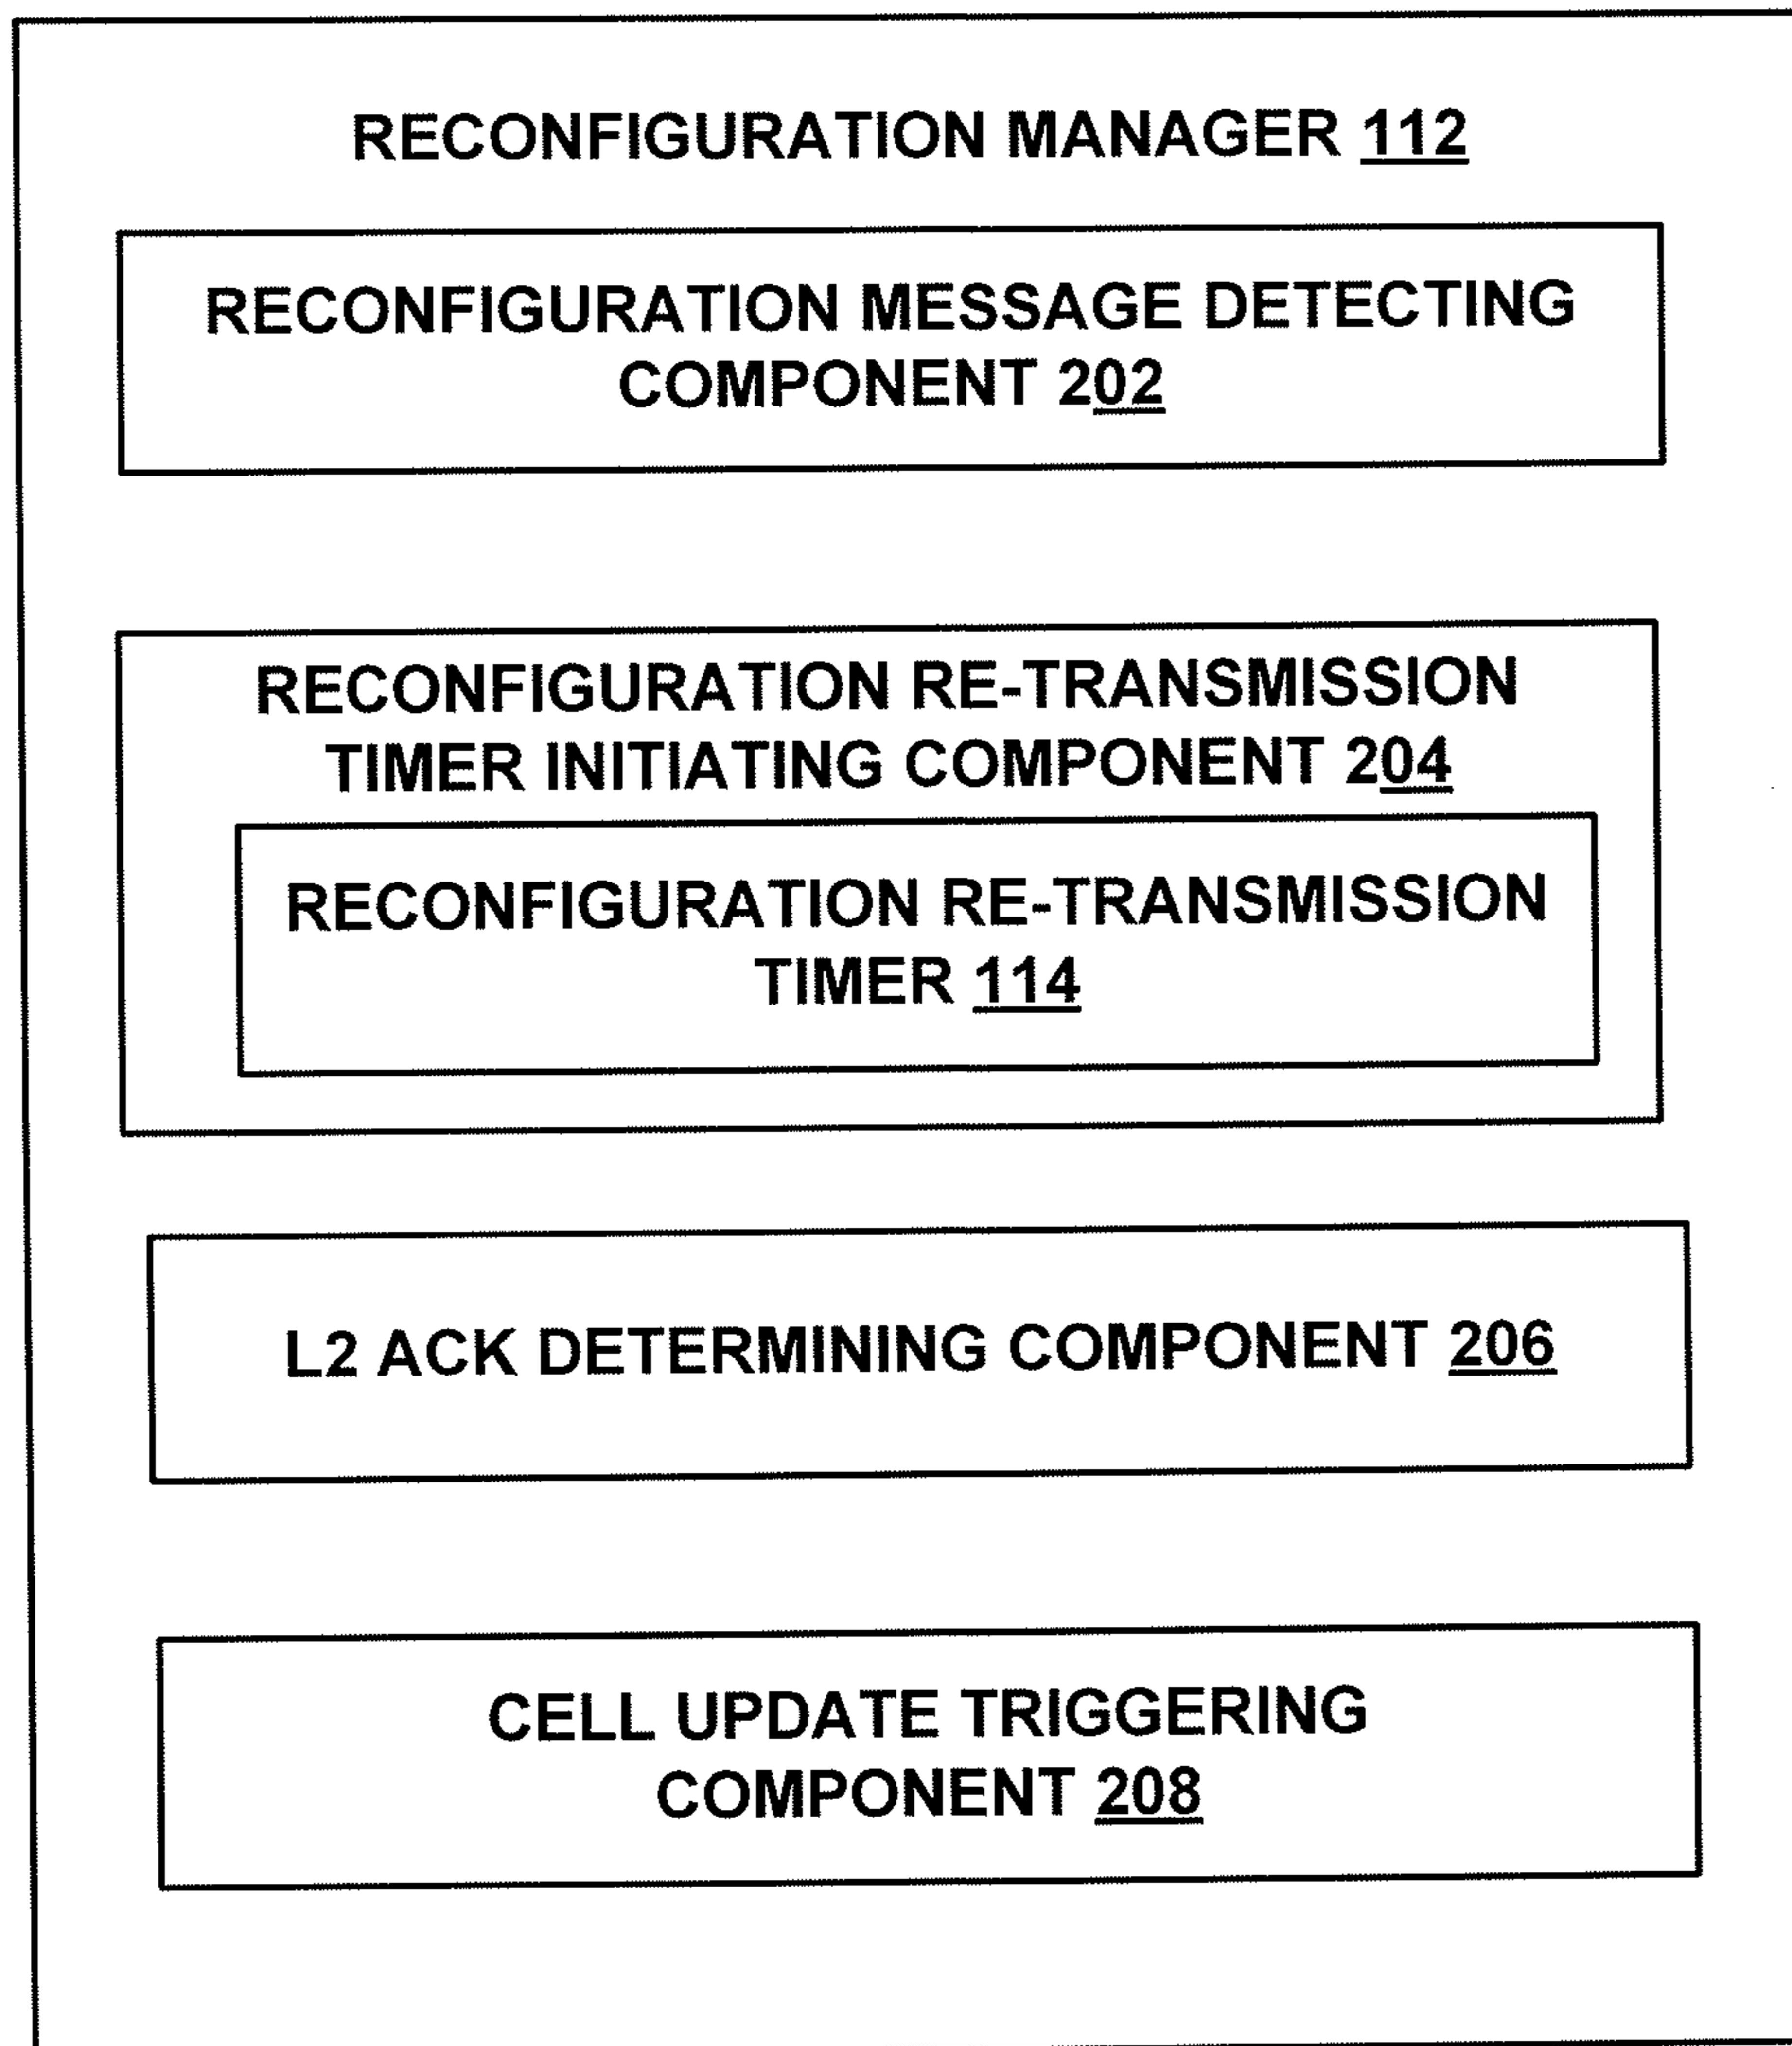 RECONFIGURATION MANAGER 112
RECONFIGURATION MESSAGE DETECTING
COMPONENT 202
RECONFIGURATION RE-TRANSMISSION
TIMER INITIATING COMPONENT 204
RECONFIGURATION RE-TRANSMISSION
TIMER 114
L2 ACK DETERMINING COMPONENT 206
CELL UPDATE TRIGGERING
COMPONENT 208